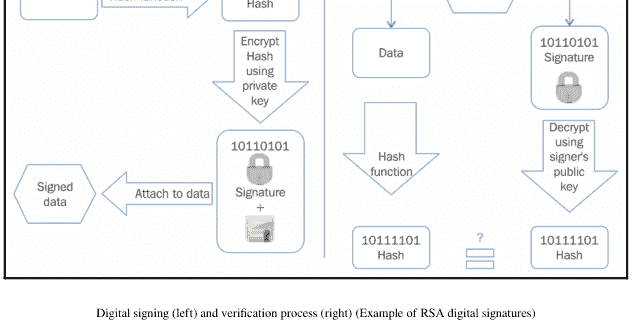 Hash function
Hash
Encrypt
Hash
using
private
key
10110101
Signature
+
Attach to data
Signed
data
Data
Hash
function
10110101
Signature
Decrypt
using
signer's
public
key
10111101
Hash
?
10111101
Hash
Digital signing (left) and verification process (right) (Example of RSA digital signatures)